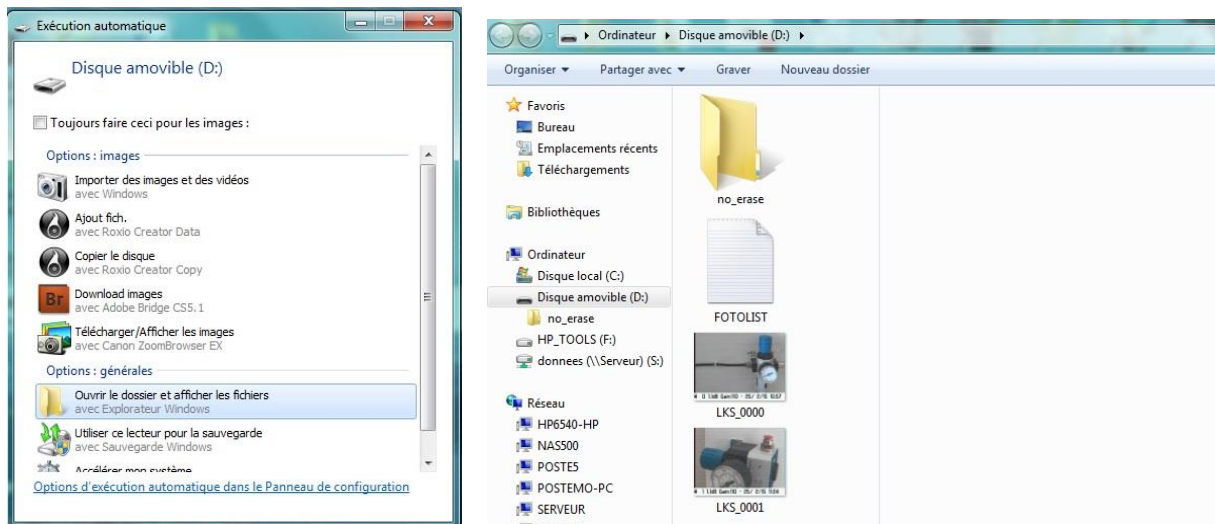 Exécution automatique
Disque amovible (D:)
Toujours faire ceci pour les images :
Options : images
Importer des images et des vidéos
avec Windows
Ajout fich.
avec Roxio Creator Data
Copier le disque
avec Roxio Creator Copy
Br
Download images
avec Adobe Bridge CS5.1
Télécharger/Afficher les images
avec Canon ZoomBrowser EX
Options : générales
Ouvrir le dossier et afficher les fichiers
avec Explorateur Windows
Utiliser ce lecteur pour la sauvegarde
avec Sauvegarde Windows
Accélérer mon système
Options d'exécution automatique dans le Panneau de configuration
Ordinateur Disque amovible (D:)
Organiser Partager avec Graver Nouveau dossier
Favoris
Bureau
Emplacements récents
Téléchargements
Bibliothèques
Ordinateur
Disque local (C:)
Disque amovible (D:)
no_erase
HP_TOOLS (F:)
donnees (\\Serveur) (S:)
Réseau
HP6540-HP
NAS500
POSTE5
POSTEMO-PC
SERVEUR
no_erase
FOTOLIST
LKS_0000
LKS_0001